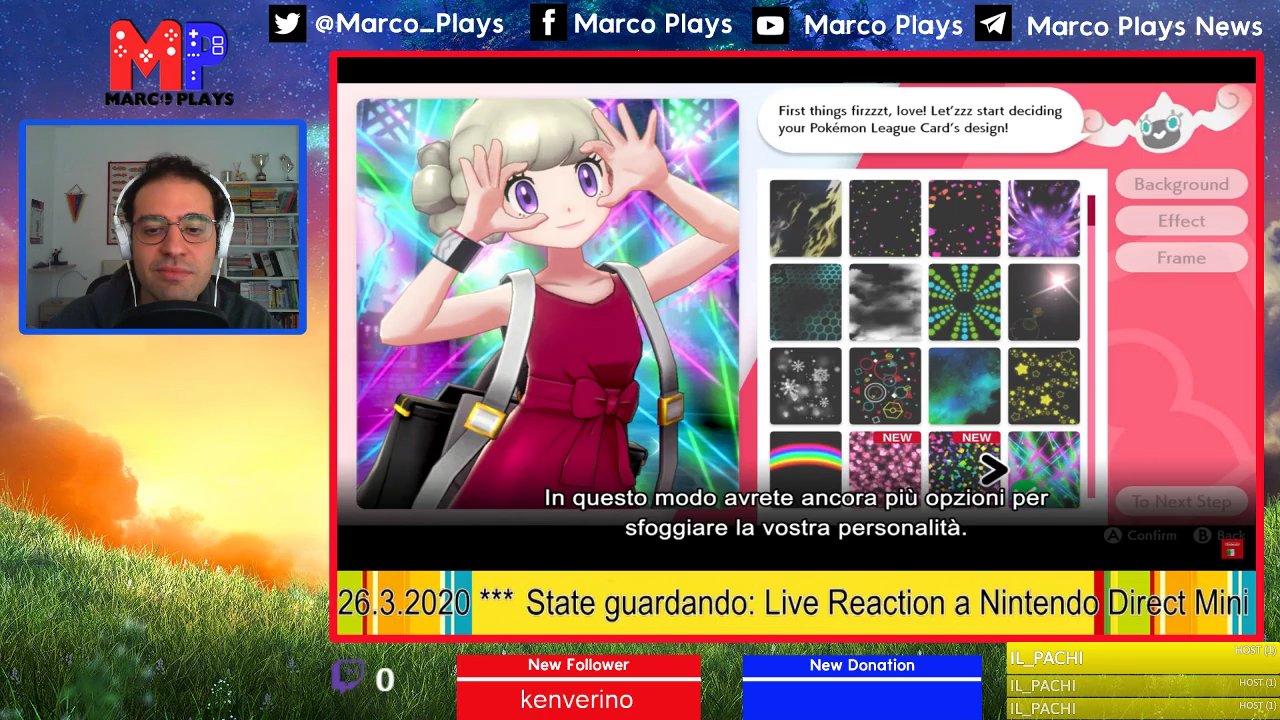 @Marco_Plays
Marco Plays
Marco Plays
Marco Plays News
MP
MARCO PLAYS
First things firzzzt, love! Let'zzz start deciding
your Pokémon League Card's design!
Background
Effect
Frame
NEW
NEW
To Next Step
In questo modo avrete ancora più opzioni per
sfoggiare la vostra personalità.
A Confirm B Back
26.3.2020 *** State guardando: Live Reaction a Nintendo Direct Mini
0
New Follower
kenverino
New Donation
IL_PACHI HOST (1)
IL_PACHI HOST (1)
IL_PACHI HOST (1)